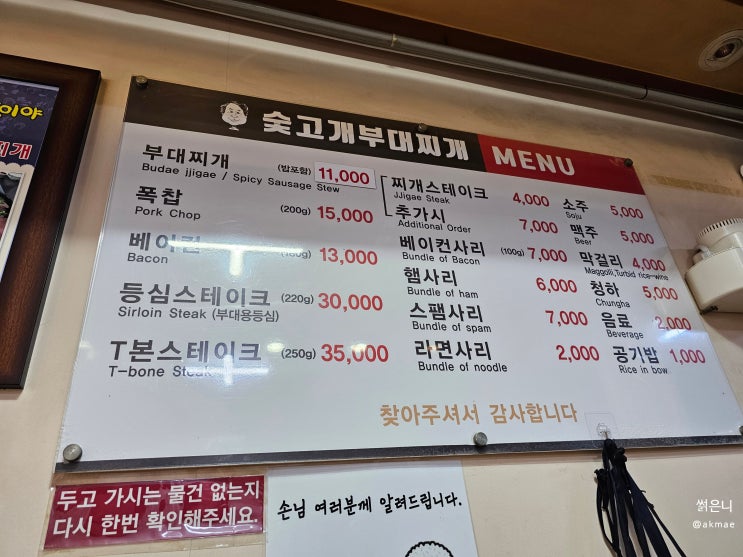 이야
찌개
숯고개부대찌개 MENU
부대찌개 (밥포함) 11,000
Budae jjigae / Spicy Sausage Stew
폭찹 (200g) 15,000
Pork Chop
베이컨 13,000
Bacon
등심스테이크 (220g) 30,000
Sirloin Steak (부대용등심)
T본스테이크 (250g) 35,000
T-bone Steak
찌개스테이크 4,000
JJigae Steak
추가시 7,000
Additional Order
베이컨사리 (100g) 7,000
Bundle of Bacon
햄사리 6,000
Bundle of ham
스팸사리 7,000
Bundle of spam
라면사리 2,000
Bundle of noodle
소주 5,000
Soju
맥주 5,000
Beer
막걸리 4,000
Maggolli,Turbid rice-wine
청하 5,000
Chungha
음료 2,000
Beverage
공기밥 1,000
Rice in bowl
찾아주셔서 감사합니다
두고 가시는 물건 없는지
다시 한번 확인해주세요.
손님 여러분께 알려드립니다.
썸은니
@akmae